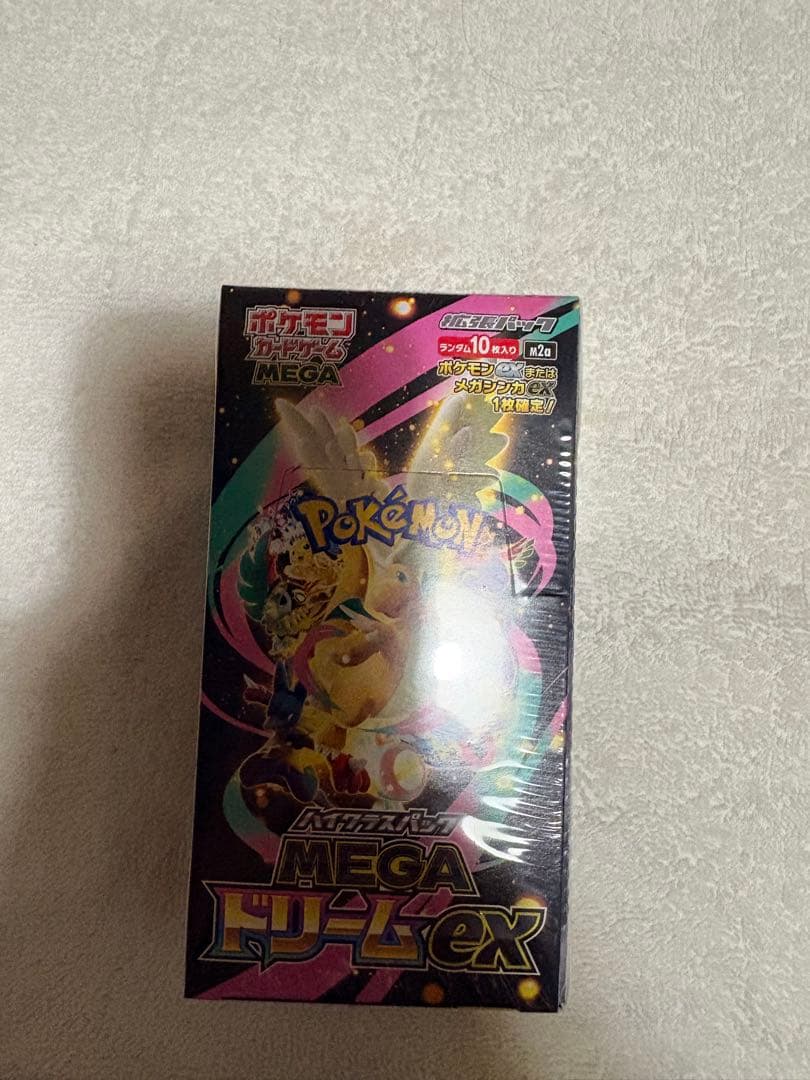 ポケモン
カードゲーム
MEGA
拡張パック
ランダム10枚入り M2a
ポケモンexまたは
メガシンカex
1枚確定！
POKéMON
ハイクラスパック
MEGA
ドリームex